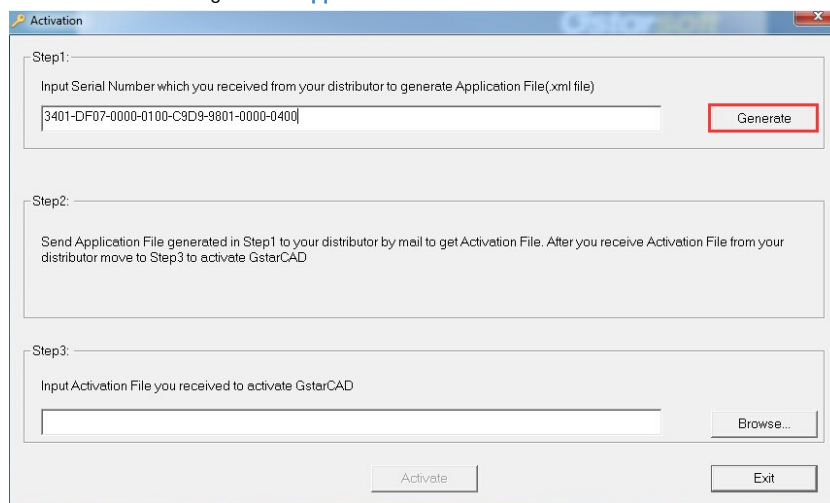 Activation
Step1:
Input Serial Number which you received from your distributor to generate Application File(.xml file)
3401-DF07-0000-0100-C9D9-9801-0000-0400
Generate
Step2:
Send Application File generated in Step1 to your distributor by mail to get Activation File. After you receive Activation File from your
distributor move to Step3 to activate GstarCAD
Step3:
Input Activation File you received to activate GstarCAD
Browse...
Activate
Exit